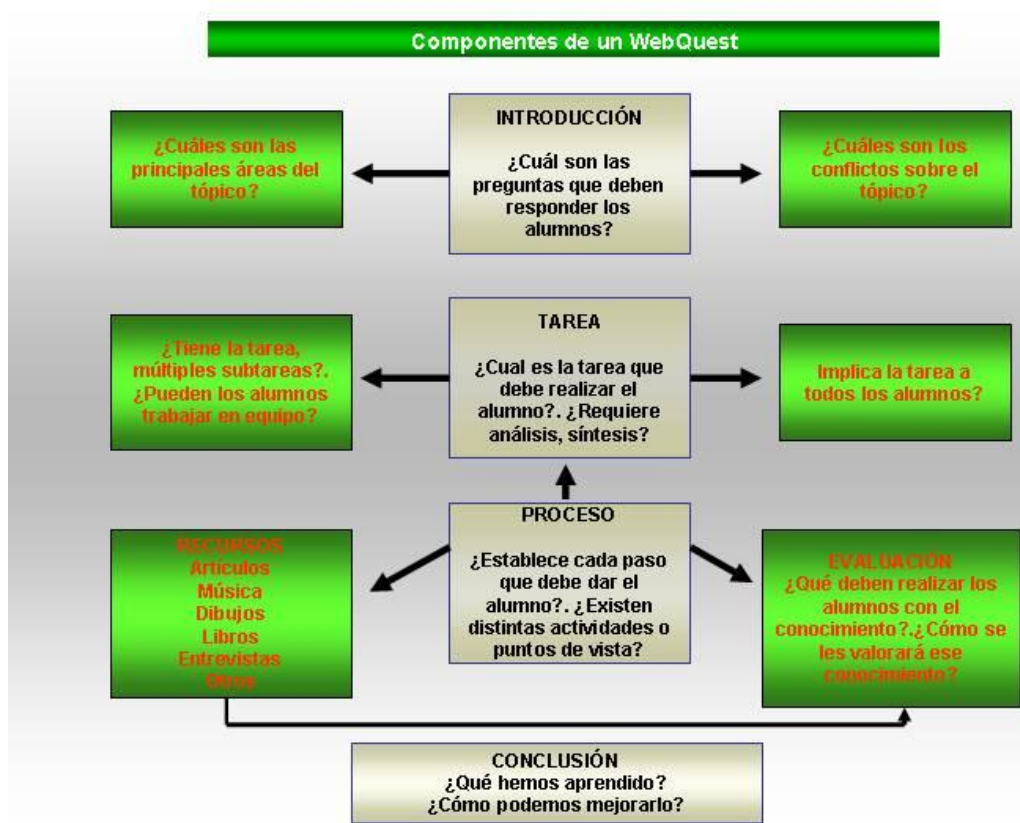 Componentes de un WebQuest
INTRODUCCIÓN
¿Cuál son las
preguntas que deben
responder los
alumnos?
¿Cuáles son las
principales áreas del
tópico?
¿Cuáles son los
conflictos sobre el
tópico?
TAREA
¿Cual es la tarea que
debe realizar el
alumno?. ¿Requiere
análisis, síntesis?
¿Tiene la tarea,
múltiples subtareas?.
¿Pueden los alumnos
trabajar en equipo?
Implica la tarea a
todos los alumnos?
PROCESO
¿Establece cada paso
que debe dar el
alumno?. ¿Existen
distintas actividades o
puntos de vista?
RECURSOS
Artículos
Música
Dibujos
Libros
Entrevistas
Otros
EVALUACIÓN
¿Qué deben realizar los
alumnos con el
conocimiento?.¿Cómo se
les valorará ese
conocimiento?
CONCLUSIÓN
¿Qué hemos aprendido?
¿Cómo podemos mejorarlo?